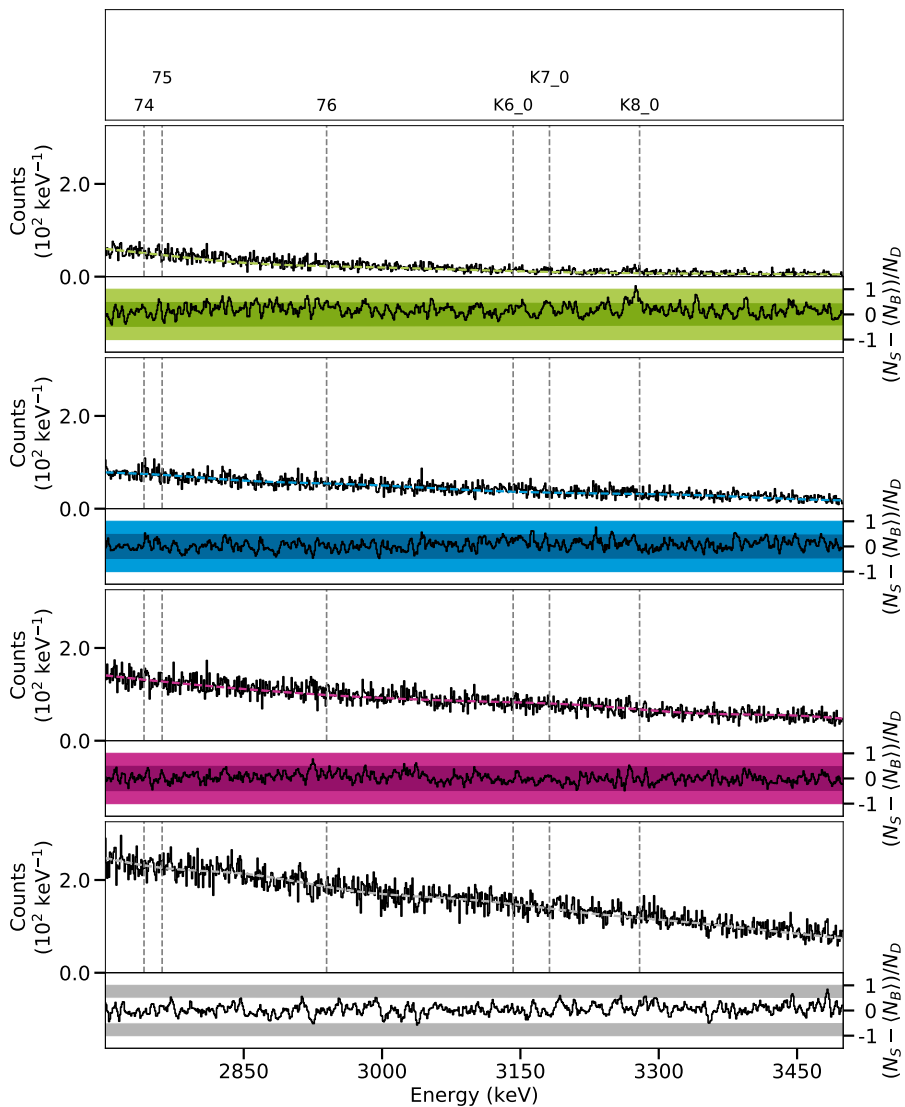 75 K7_0
74 76 K6_0 K8_0
Counts
(10² keV⁻¹)
2.0
0.0
1
0
-1
(N_S − ⟨N_B⟩)/N_D
Counts
(10² keV⁻¹)
2.0
0.0
1
0
-1
(N_S − ⟨N_B⟩)/N_D
Counts
(10² keV⁻¹)
2.0
0.0
1
0
-1
(N_S − ⟨N_B⟩)/N_D
Counts
(10² keV⁻¹)
2.0
0.0
1
0
-1
(N_S − ⟨N_B⟩)/N_D
2850 3000 3150 3300 3450
Energy (keV)